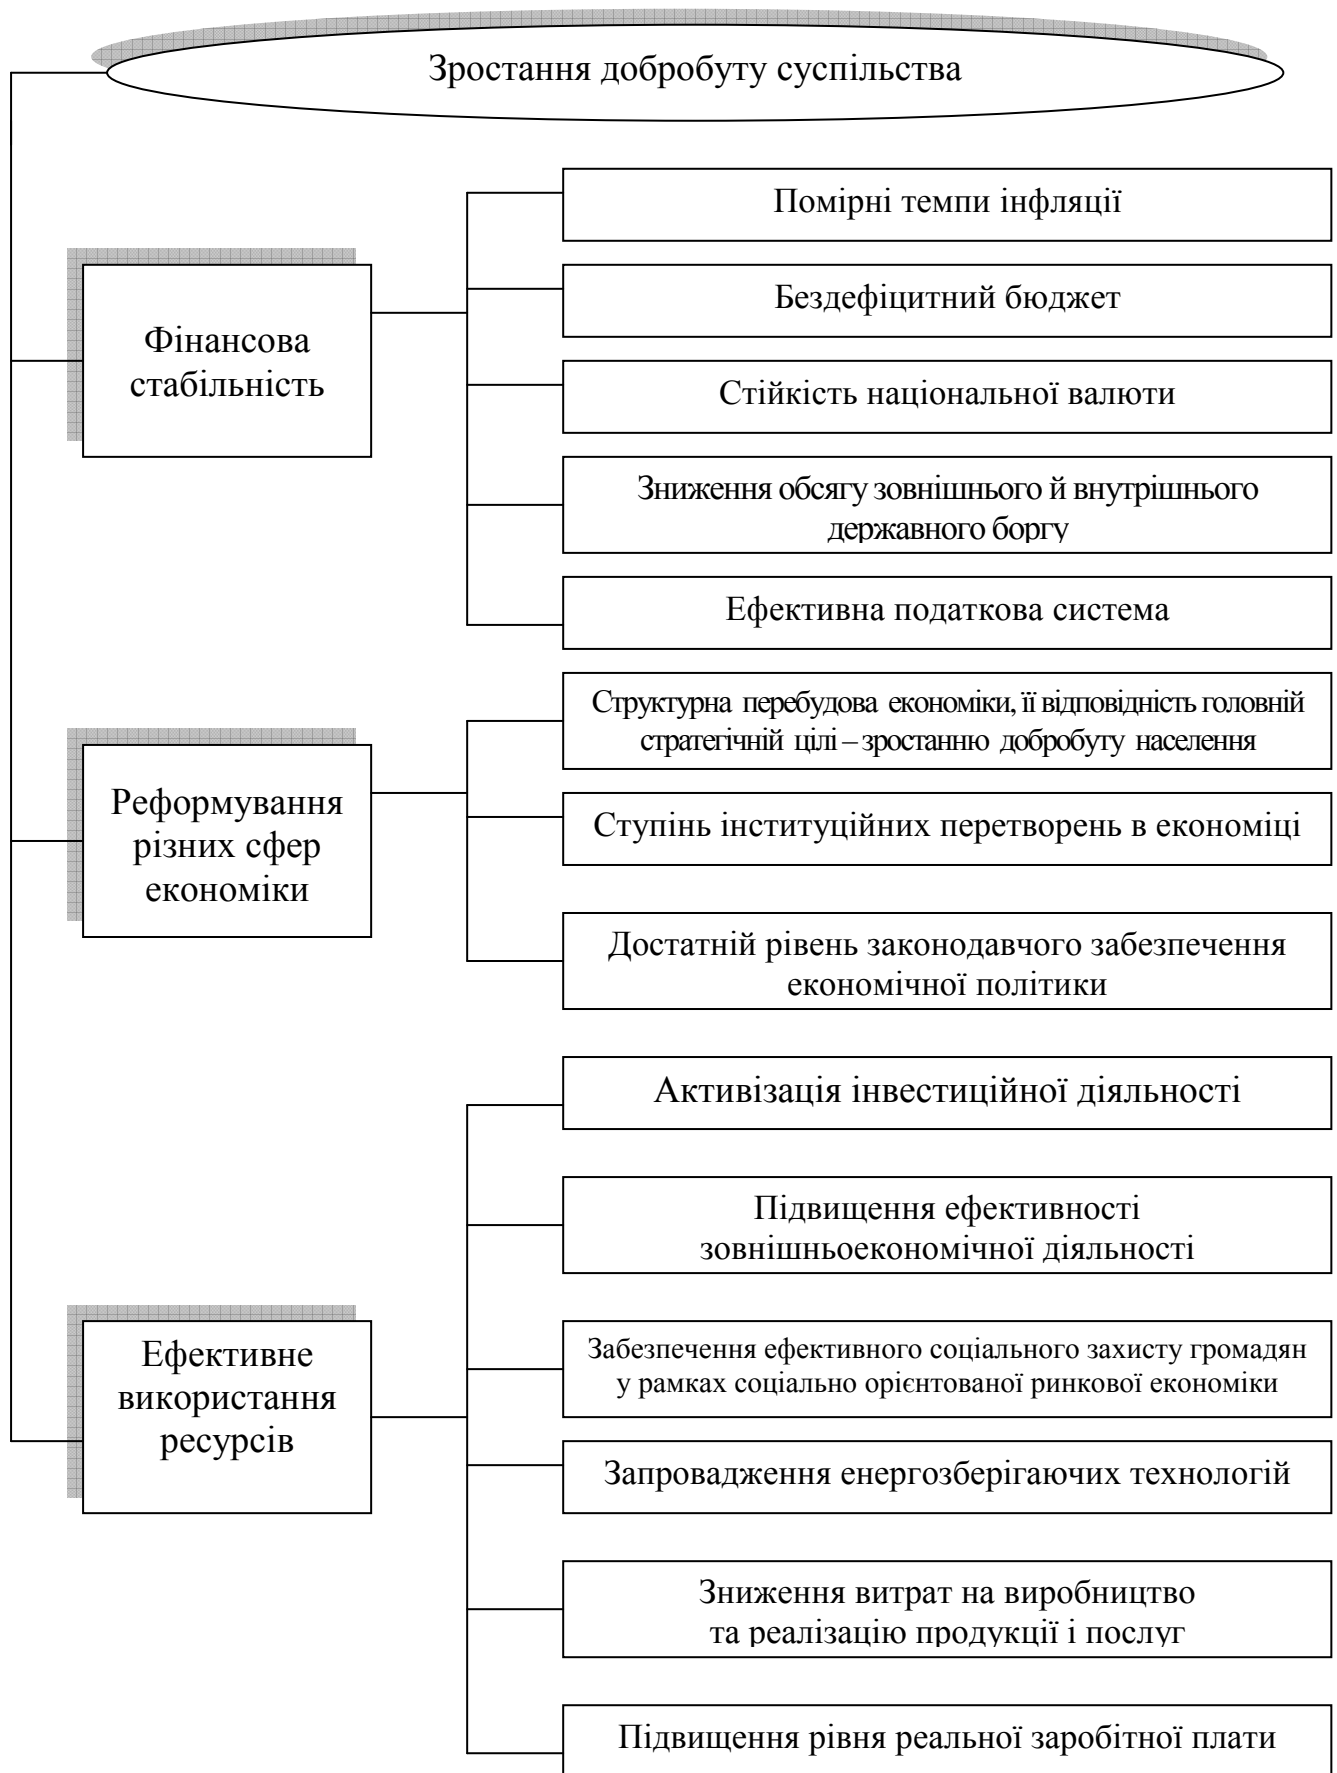 Зростання добробуту суспільства
Фінансова
стабільність
Помірні темпи інфляції
Бездефіцитний бюджет
Стійкість національної валюти
Зниження обсягу зовнішнього й внутрішнього
державного боргу
Ефективна податкова система
Реформування
різних сфер
економіки
Структурна перебудова економіки, її відповідність головній
стратегічній цілі – зростанню добробуту населення
Ступінь інституційних перетворень в економіці
Достатній рівень законодавчого забезпечення
економічної політики
Ефективне
використання
ресурсів
Активізація інвестиційної діяльності
Підвищення ефективності
зовнішньоекономічної діяльності
Забезпечення ефективного соціального захисту громадян
у рамках соціально орієнтованої ринкової економіки
Запровадження енергозберігаючих технологій
Зниження витрат на виробництво
та реалізацію продукції і послуг
Підвищення рівня реальної заробітної плати